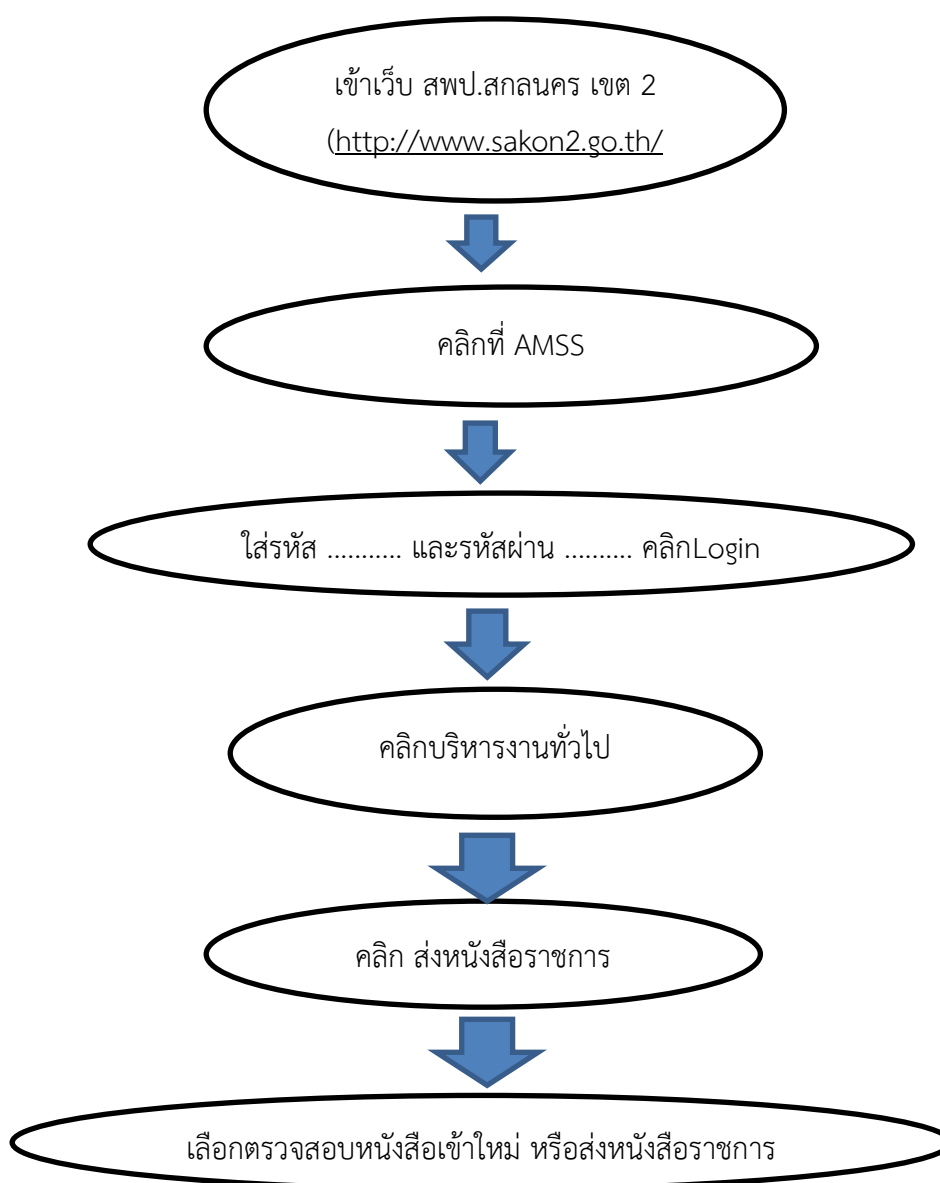 เข้าเว็บ สพป.สกลนคร เขต 2
(http://www.sakon2.go.th/
คลิกที่ AMSS
ใส่รหัส ........... และรหัสผ่าน .......... คลิกLogin
คลิกบริหารงานทั่วไป
คลิก ส่งหนังสือราชการ
เลือกตรวจสอบหนังสือเข้าใหม่ หรือส่งหนังสือราชการ